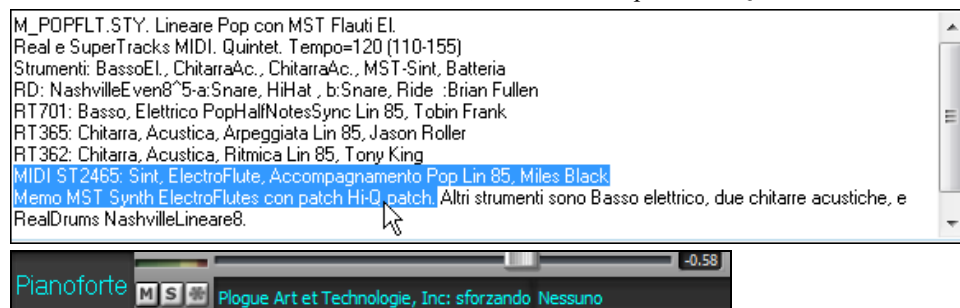 M_POPFLT.STY. Lineare Pop con MST Flauti El.
Real e SuperTracks MIDI. Quintet. Tempo=120 (110-155)
Strumenti: BassoEl., ChitarraAc., ChitarraAc., MST-Sint, Batteria
RD: NashvilleEven8^5-a:Snare, HiHat , b:Snare, Ride :Brian Fullen
RT701: Basso, Elettrico PopHalfNotesSync Lin 85, Tobin Frank
RT365: Chitarra, Acustica, Arpeggiata Lin 85, Jason Roller
RT362: Chitarra, Acustica, Ritmica Lin 85, Tony King
MIDI ST2465: Sint, ElectroFlute, Accompagnamento Pop Lin 85, Miles Black
Memo MST Synth ElectroFlutes con patch Hi-Q patch. Altri strumenti sono Basso elettrico, due chitarre acustiche, e
RealDrums NashvilleLineare8.
-0.58
Pianoforte M S * Plogue Art et Technologie, Inc: sforzando Nessuno